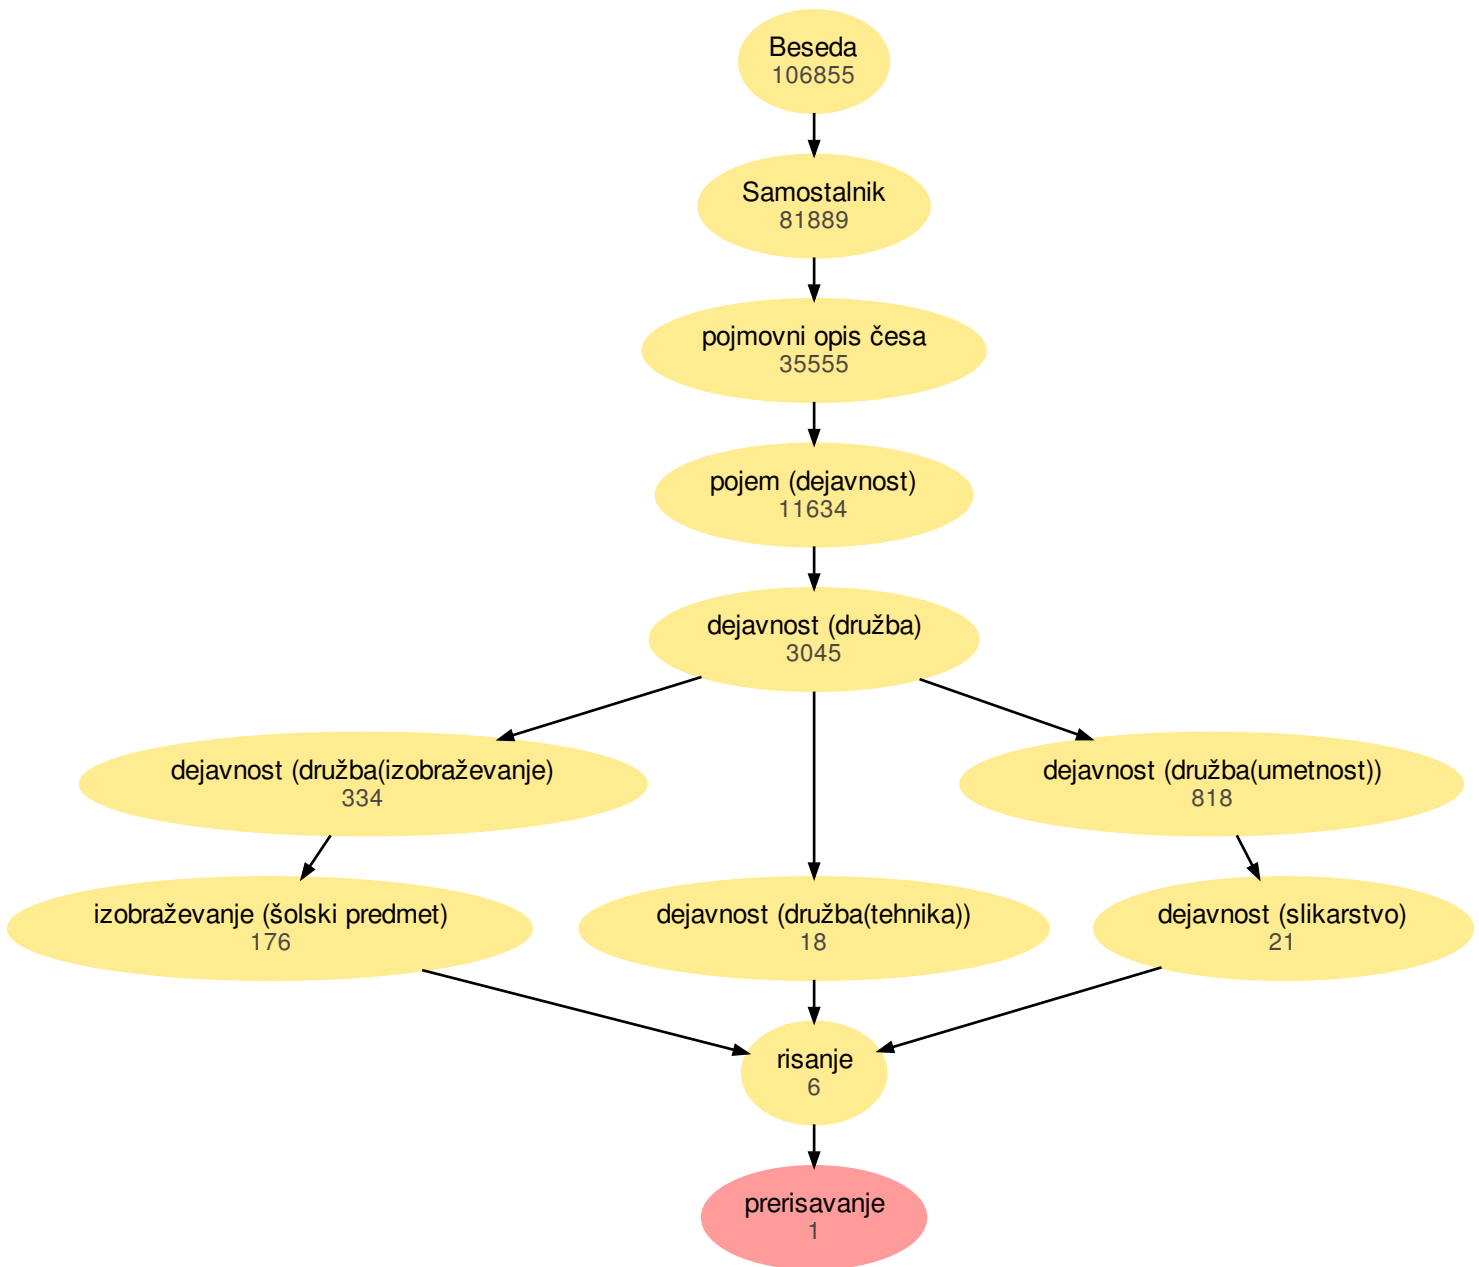 Beseda
106855
Samostalnik
81889
pojmovni opis česa
35555
pojem (dejavnost)
11634
dejavnost (družba)
3045
dejavnost (družba(izobraževanje)
334
dejavnost (družba(umetnost))
818
izobraževanje (šolski predmet)
176
dejavnost (družba(tehnika))
18
dejavnost (slikarstvo)
21
risanje
6
prerisavanje
1